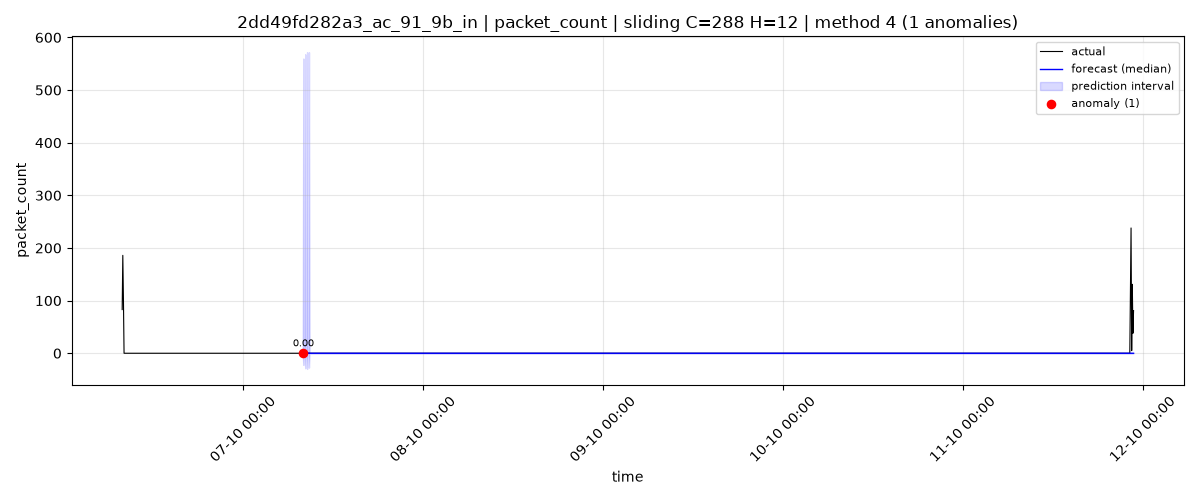 2dd49fd282a3_ac_91_9b_in | packet_count | sliding C=288 H=12 | method 4 (1 anomalies)
600
500
400
300
200
100
0
packet_count
0.00
actual
forecast (median)
prediction interval
anomaly (1)
07-10 00:00
08-10 00:00
09-10 00:00
10-10 00:00
11-10 00:00
12-10 00:00
time